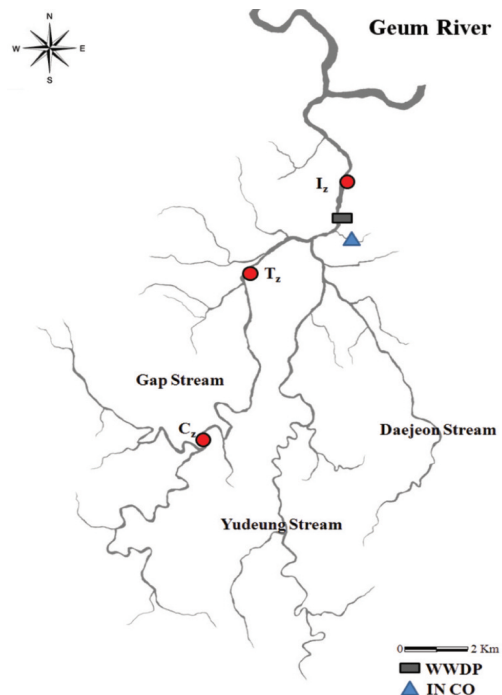 N
Geum River
W E
S
Iz
Tz
Gap Stream
Cz
Daejeon Stream
Yudeung Stream
0 2 Km
WWDP
IN CO